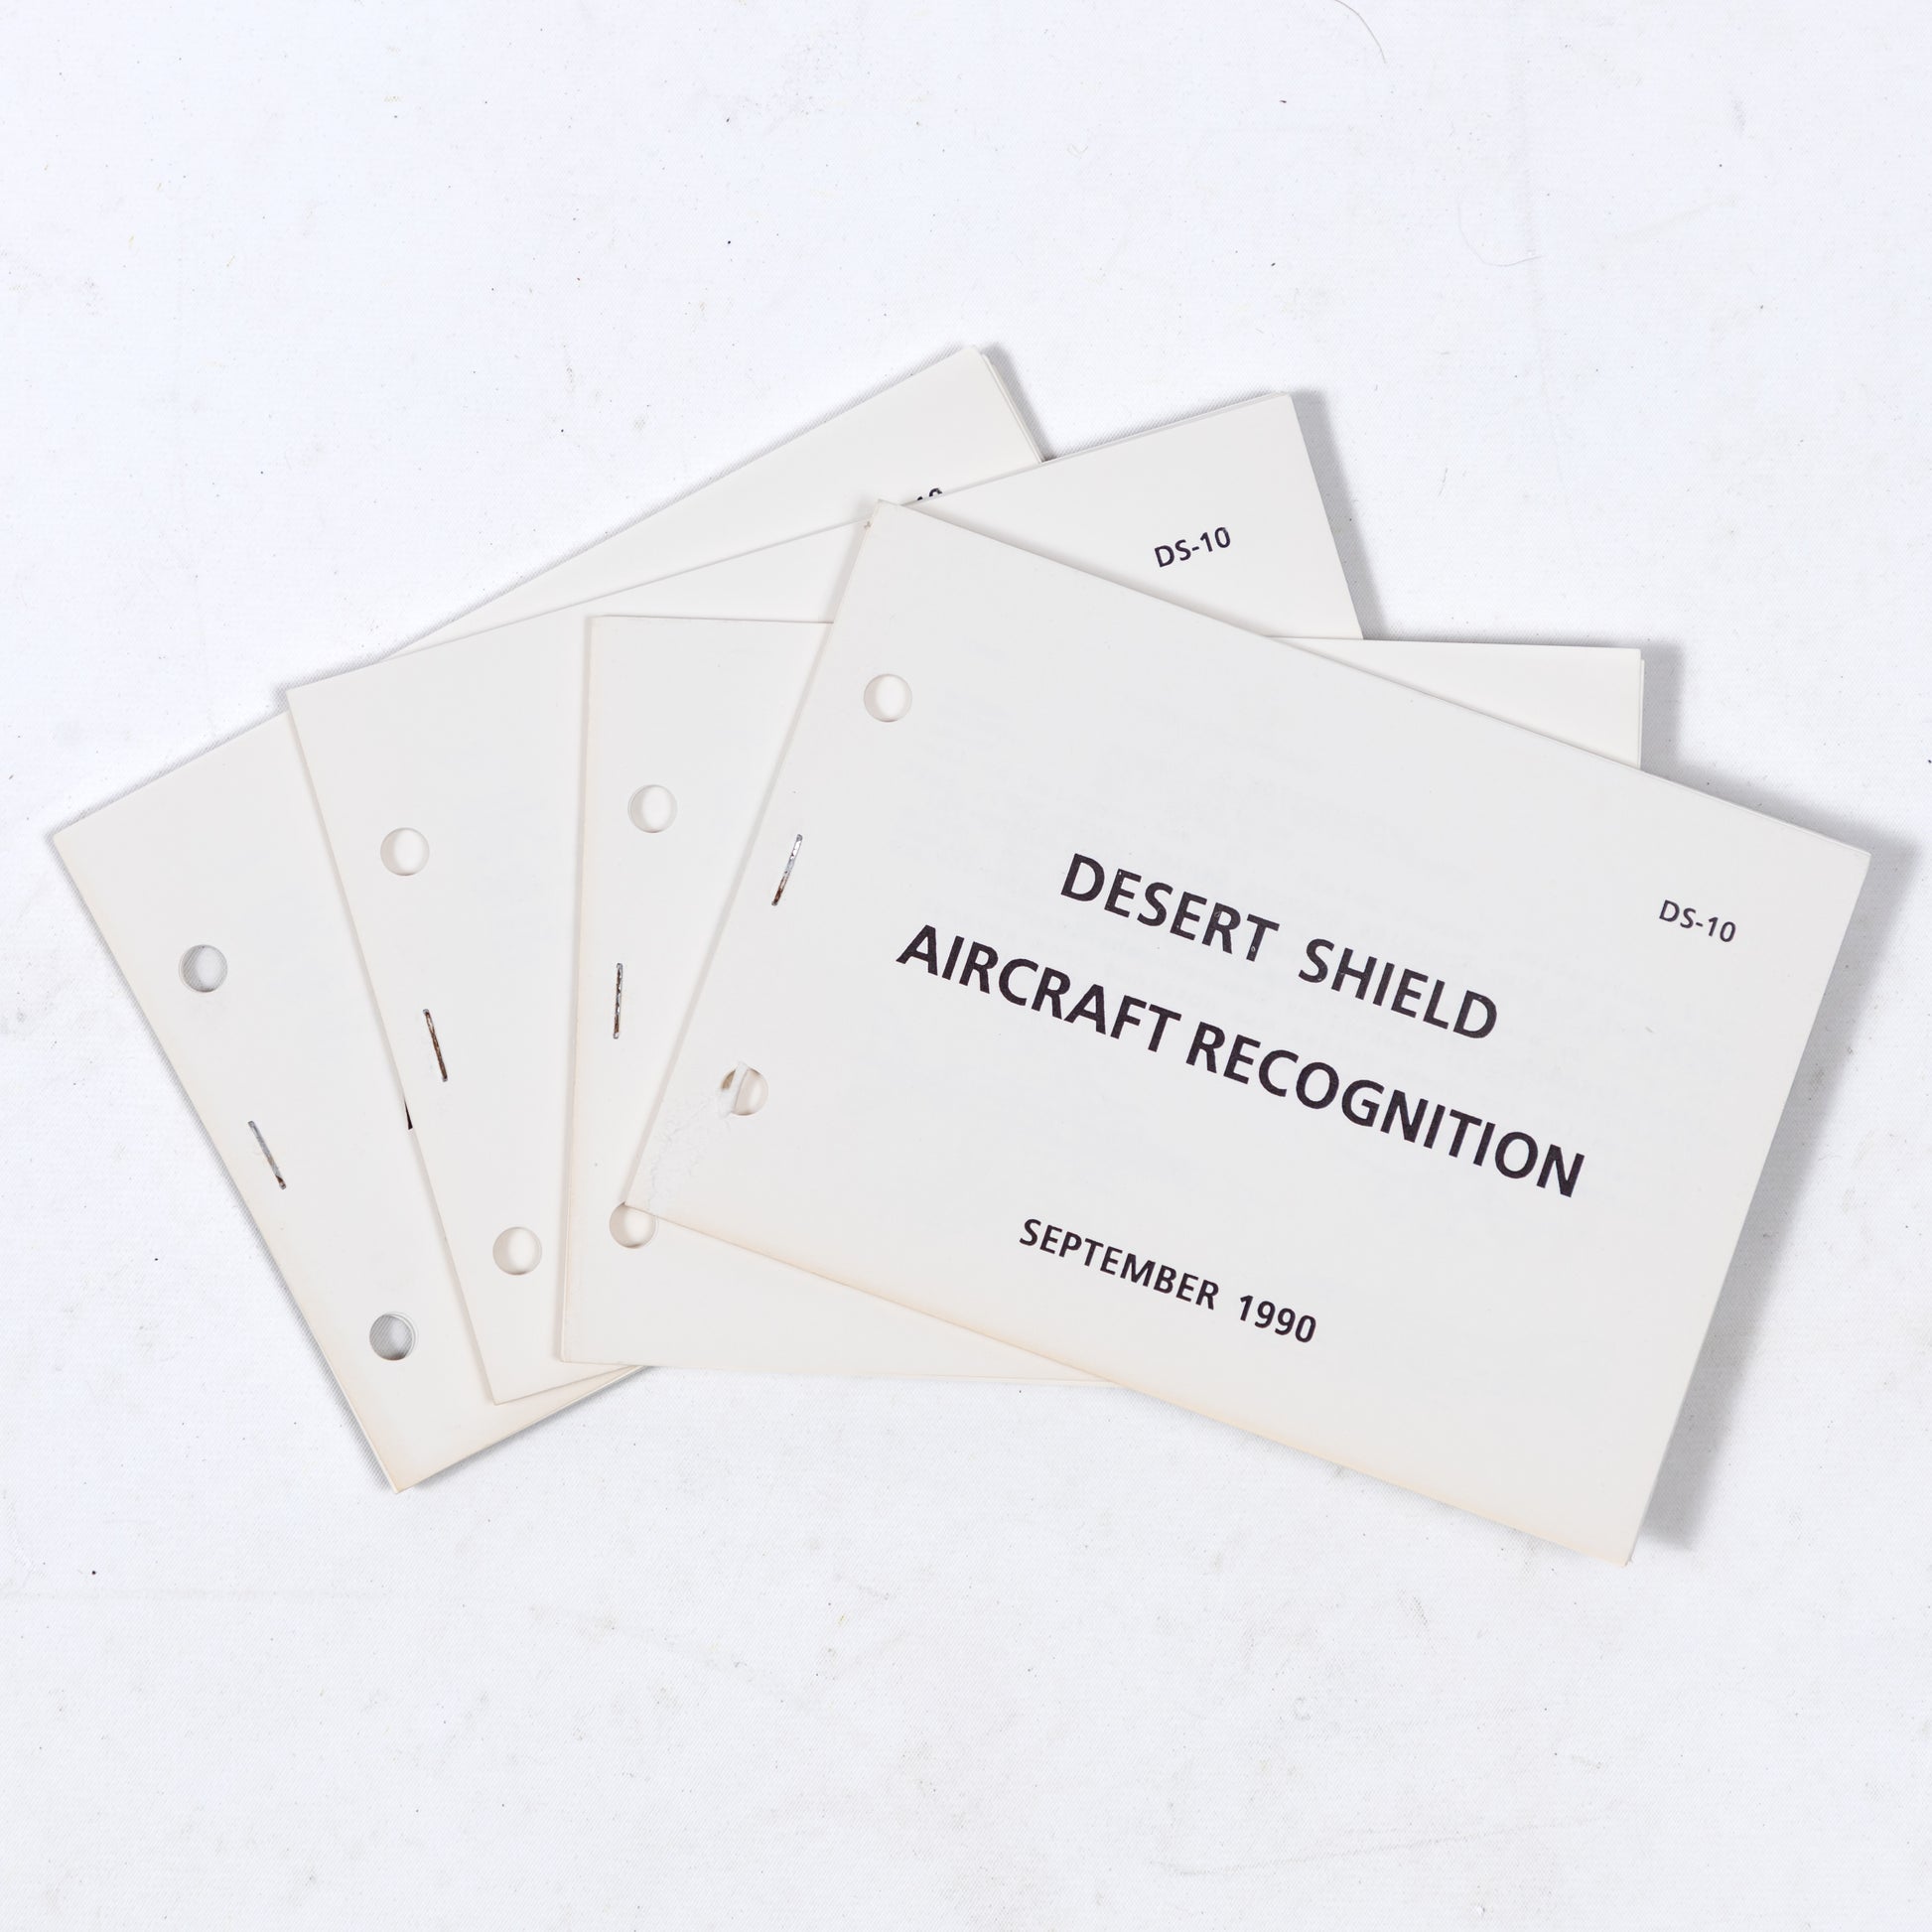 DS-10
DS-10
DESERT SHIELD
AIRCRAFT RECOGNITION
SEPTEMBER 1990